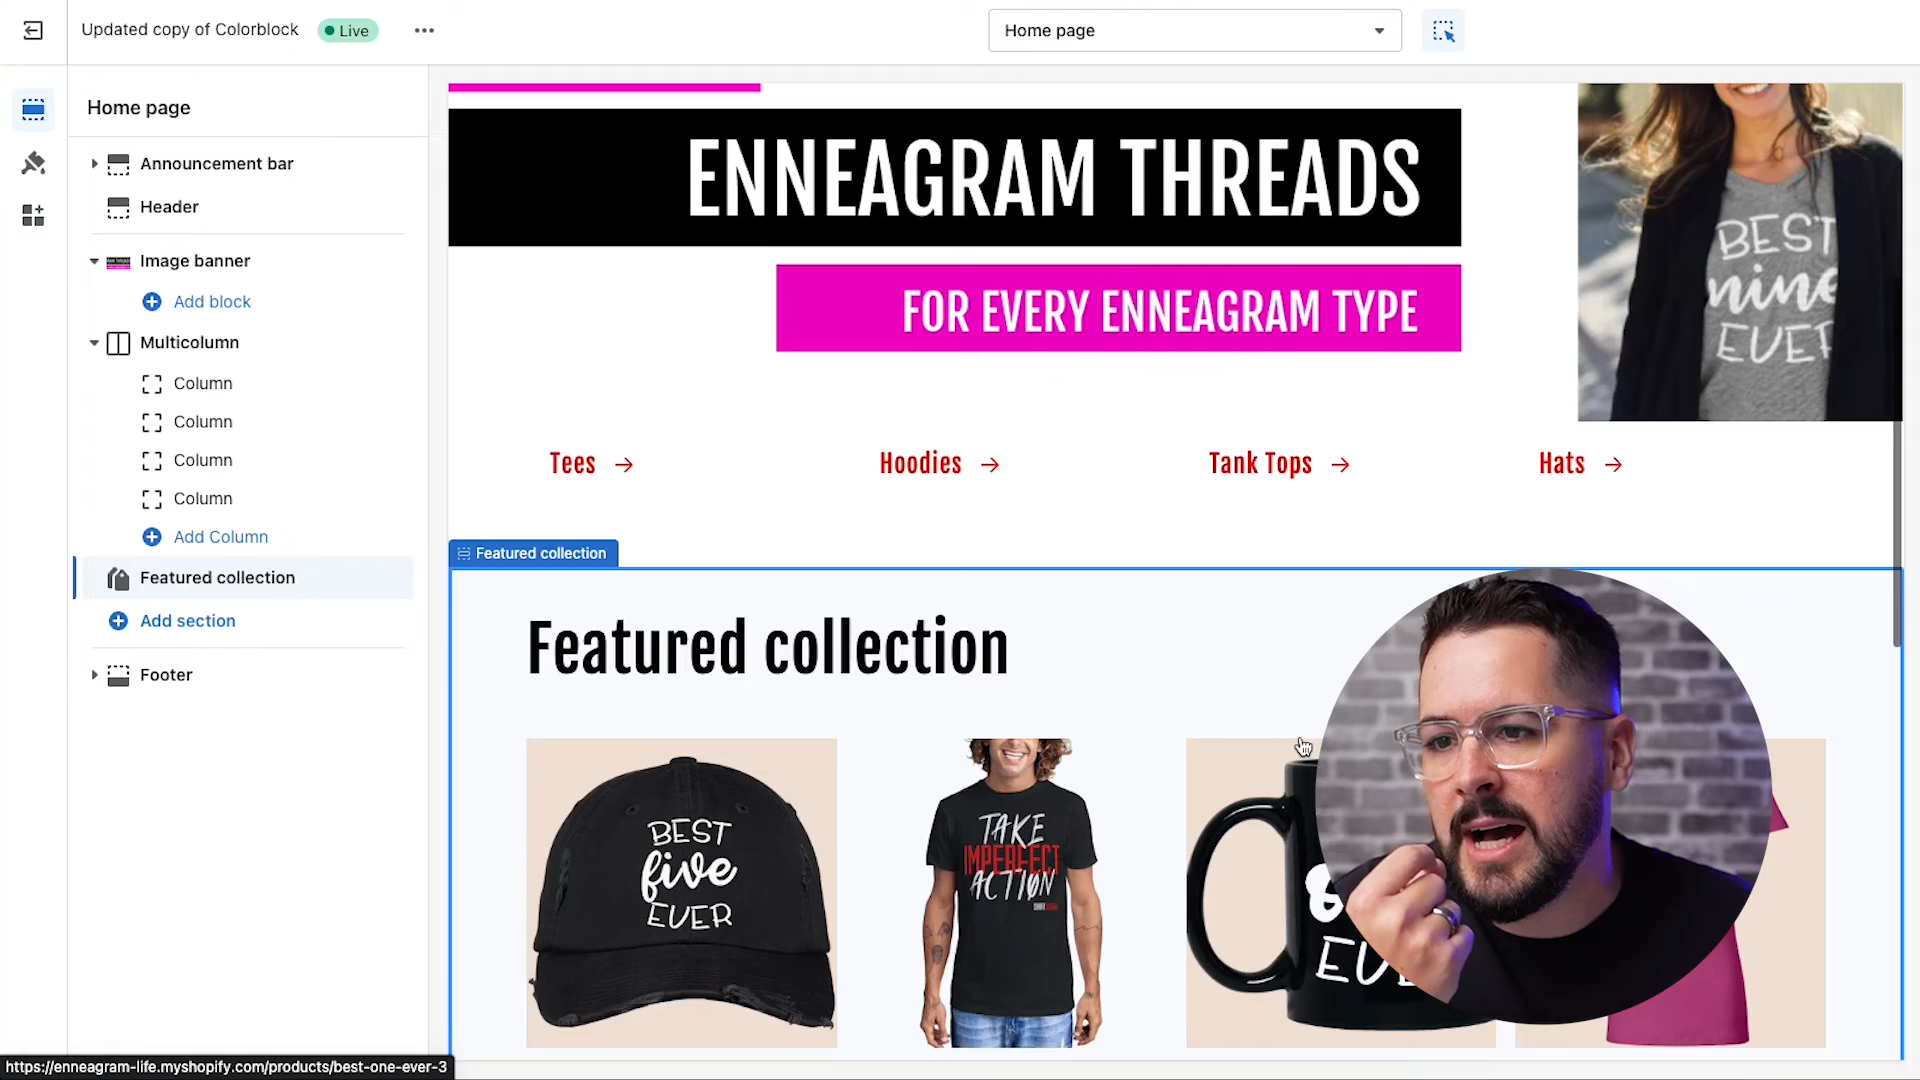 Updated copy of Colorblock
Live
Home page
Home page
Announcement bar
Header
Image banner
Add block
Multicolumn
Column
Column
Column
Column
Add Column
Featured collection
Add section
Footer
ENNEAGRAM THREADS
FOR EVERY ENNEAGRAM TYPE
BEST
nine
EVER
Tees →
Hoodies →
Tank Tops →
Hats →
Featured collection
Featured collection
BEST
five
EVER
TAKE
IMPERFECT
ACTION
https://enneagram-life.myshopify.com/products/best-one-ever-3